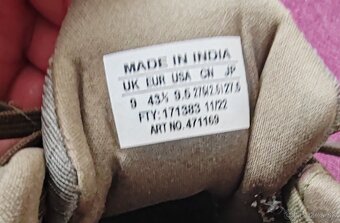 MADE IN INDIA
UK EUR USA CN JP
9 43⅓ 9.5 275(2.5) 27.5
FTY: 171383 11/22
ART NO. 471169